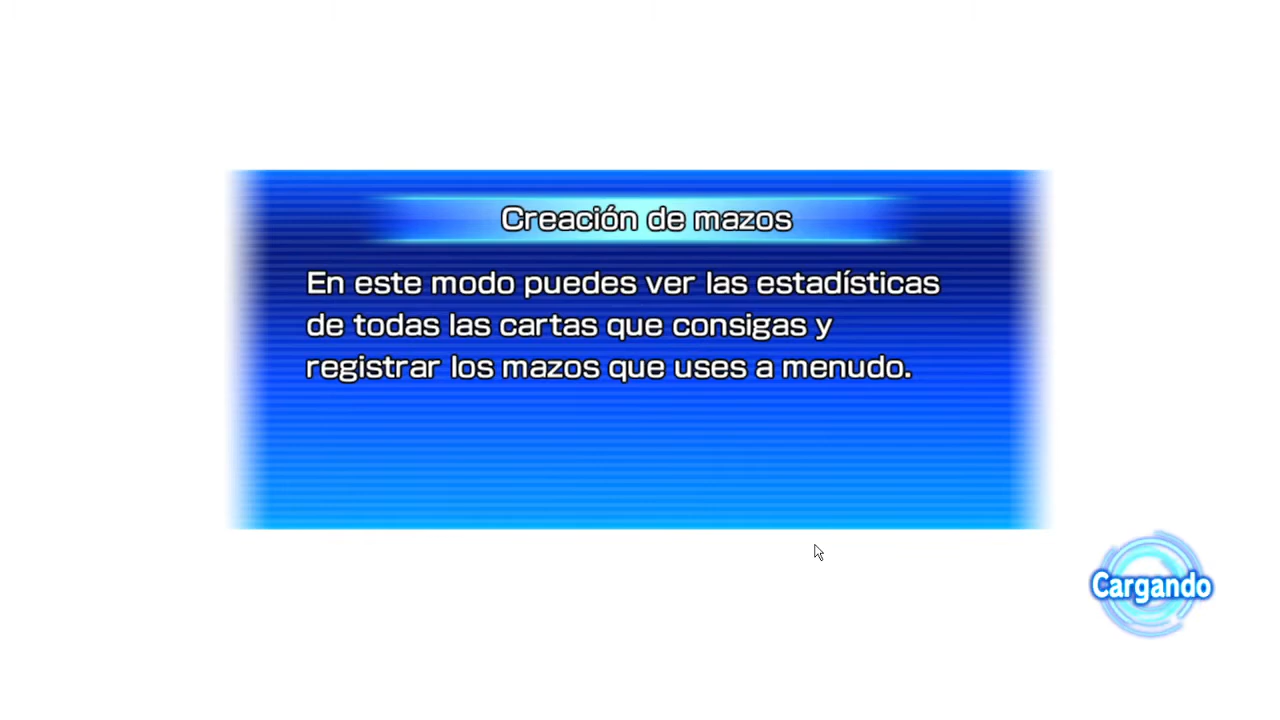 Creación de mazos
En este modo puedes ver las estadísticas
de todas las cartas que consigas y
registrar los mazos que uses a menudo.
Cargando